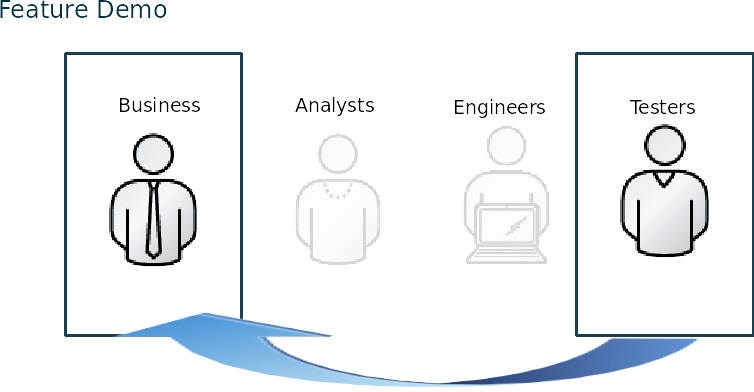 Feature Demo
Business
Analysts
Engineers
Testers